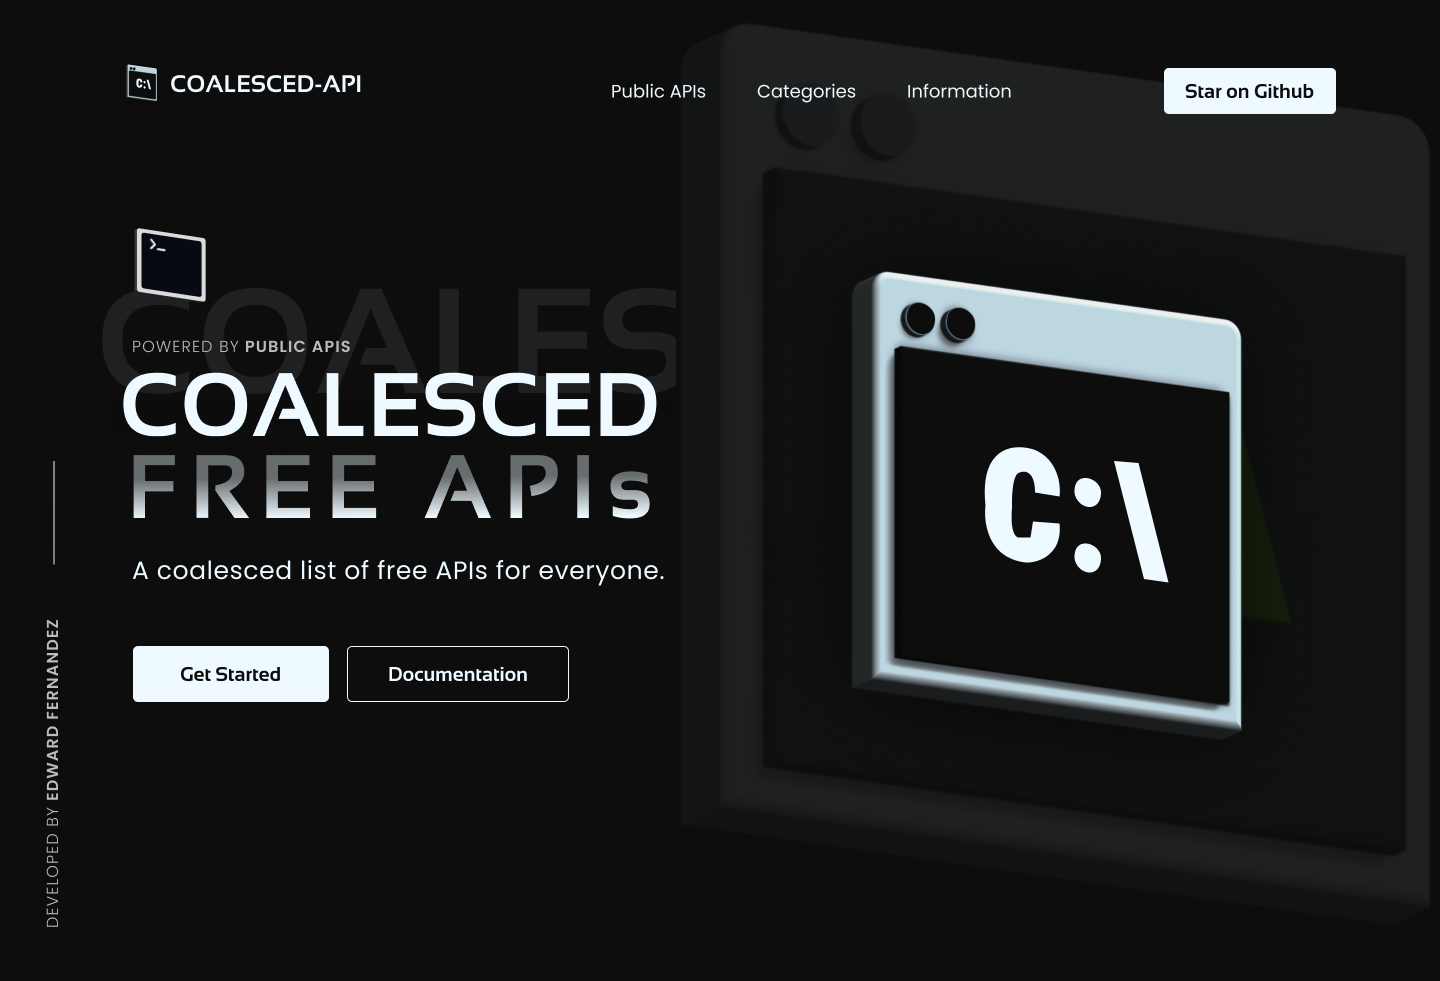 C:\ COALESCED-API
Public APIs
Categories
Information
Star on Github
>_
COALES
POWERED BY PUBLIC APIS
COALESCED
FREE APIs
A coalesced list of free APIs for everyone.
Get Started
Documentation
C:\
DEVELOPED BY EDWARD FERNANDEZ